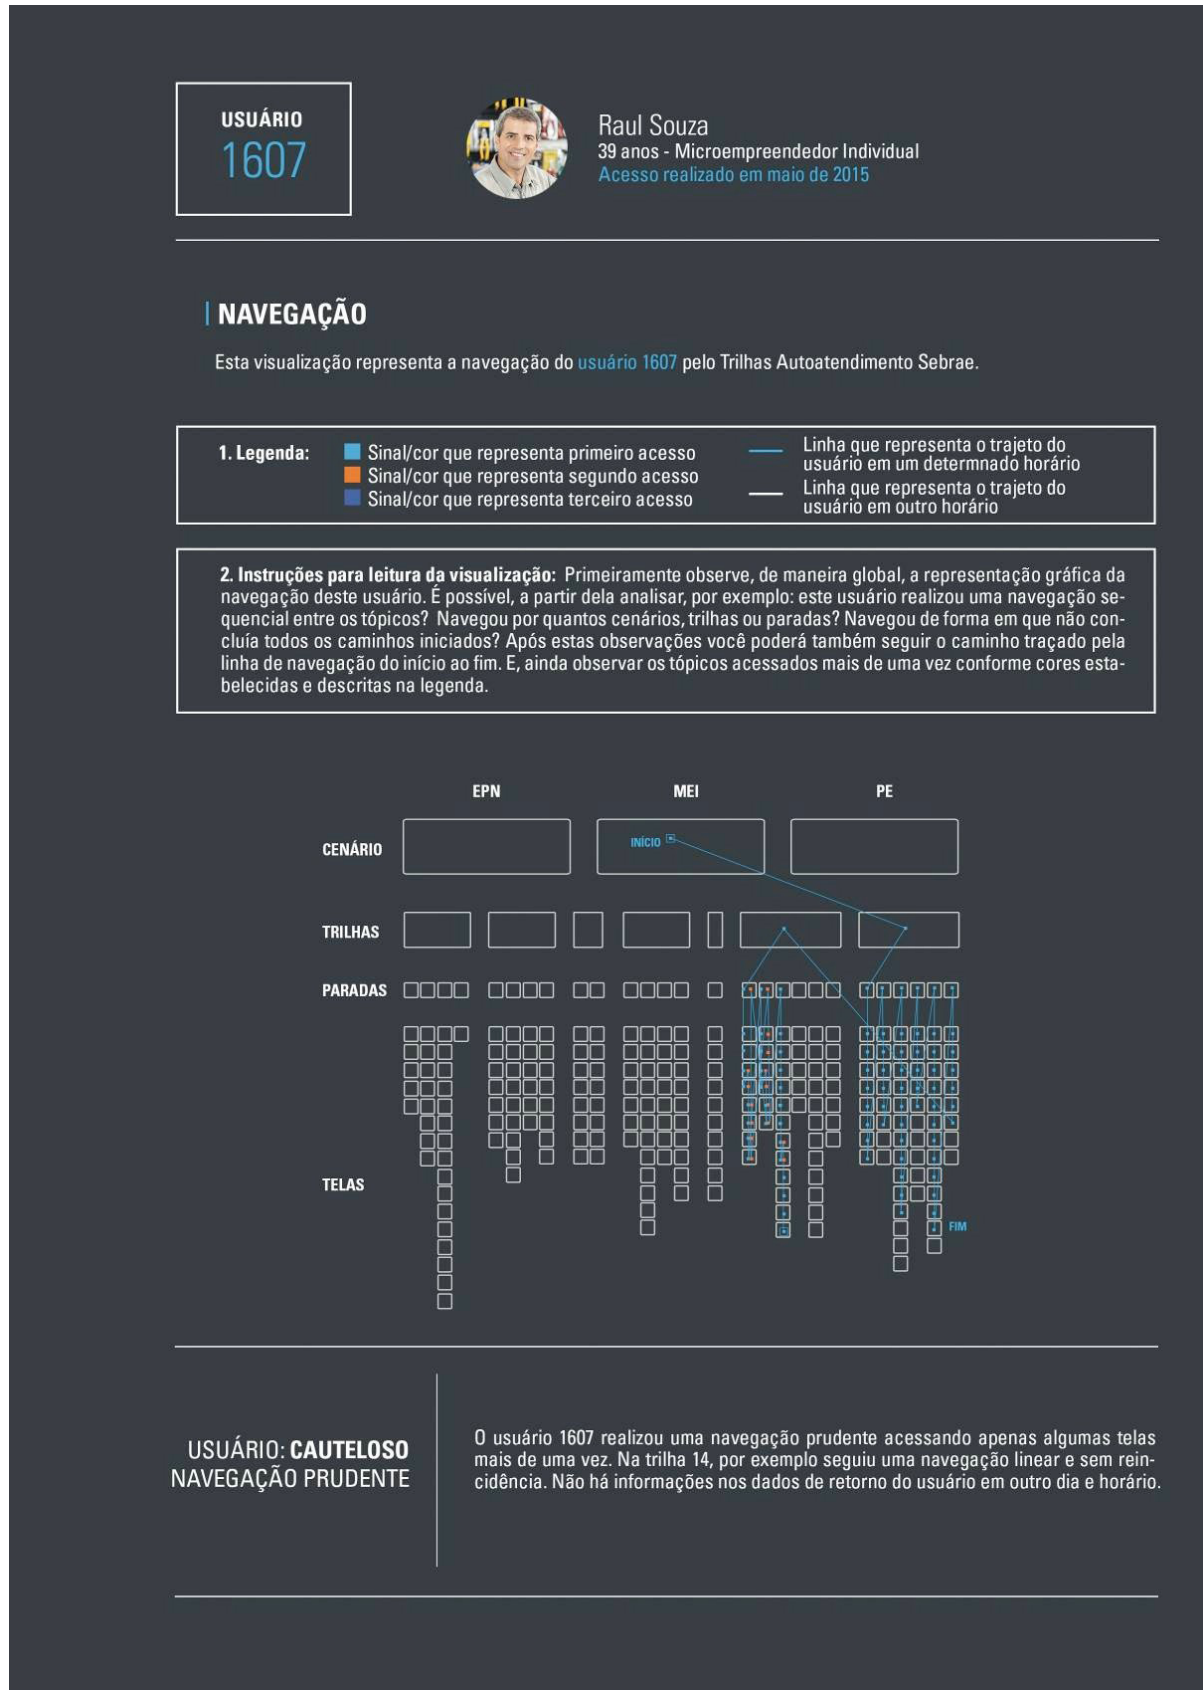 USUÁRIO
1607
Raul Souza
39 anos - Microempreendedor Individual
Acesso realizado em maio de 2015
NAVEGAÇÃO
Esta visualização representa a navegação do usuário 1607 pelo Trilhas Autoatendimento Sebrae.
1. Legenda:
Sinal/cor que representa primeiro acesso
Sinal/cor que representa segundo acesso
Sinal/cor que representa terceiro acesso
Linha que representa o trajeto do
usuário em um determnado horário
Linha que representa o trajeto do
usuário em outro horário
2. Instruções para leitura da visualização: Primeiramente observe, de maneira global, a representação gráfica da
navegação deste usuário. É possível, a partir dela analisar, por exemplo: este usuário realizou uma navegação se-
quencial entre os tópicos? Navegou por quantos cenários, trilhas ou paradas? Navegou de forma em que não con-
cluía todos os caminhos iniciados? Após estas observações você poderá também seguir o caminho traçado pela
linha de navegação do início ao fim. E, ainda observar os tópicos acessados mais de uma vez conforme cores esta-
belecidas e descritas na legenda.
EPN MEI PE
CENÁRIO
INÍCIO
TRILHAS
PARADAS
TELAS
FIM
USUÁRIO: CAUTELOSO
NAVEGAÇÃO PRUDENTE
O usuário 1607 realizou uma navegação prudente acessando apenas algumas telas
mais de uma vez. Na trilha 14, por exemplo seguiu uma navegação linear e sem rein-
cidência. Não há informações nos dados de retorno do usuário em outro dia e horário.